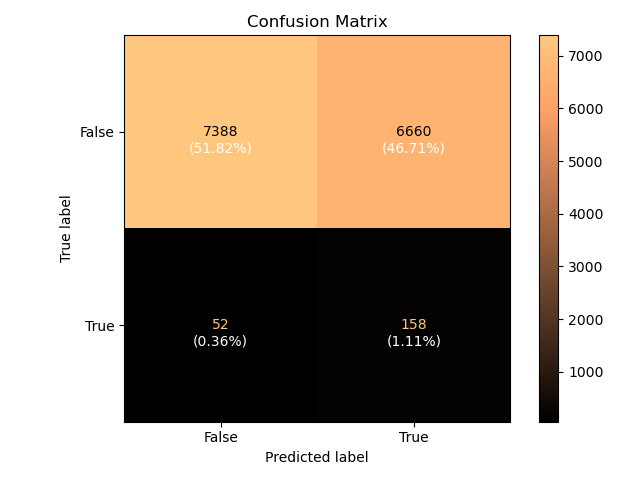 Confusion Matrix
False
7388
(51.82%)
6660
(46.71%)
True
52
(0.36%)
158
(1.11%)
True label
False
True
Predicted label
7000
6000
5000
4000
3000
2000
1000